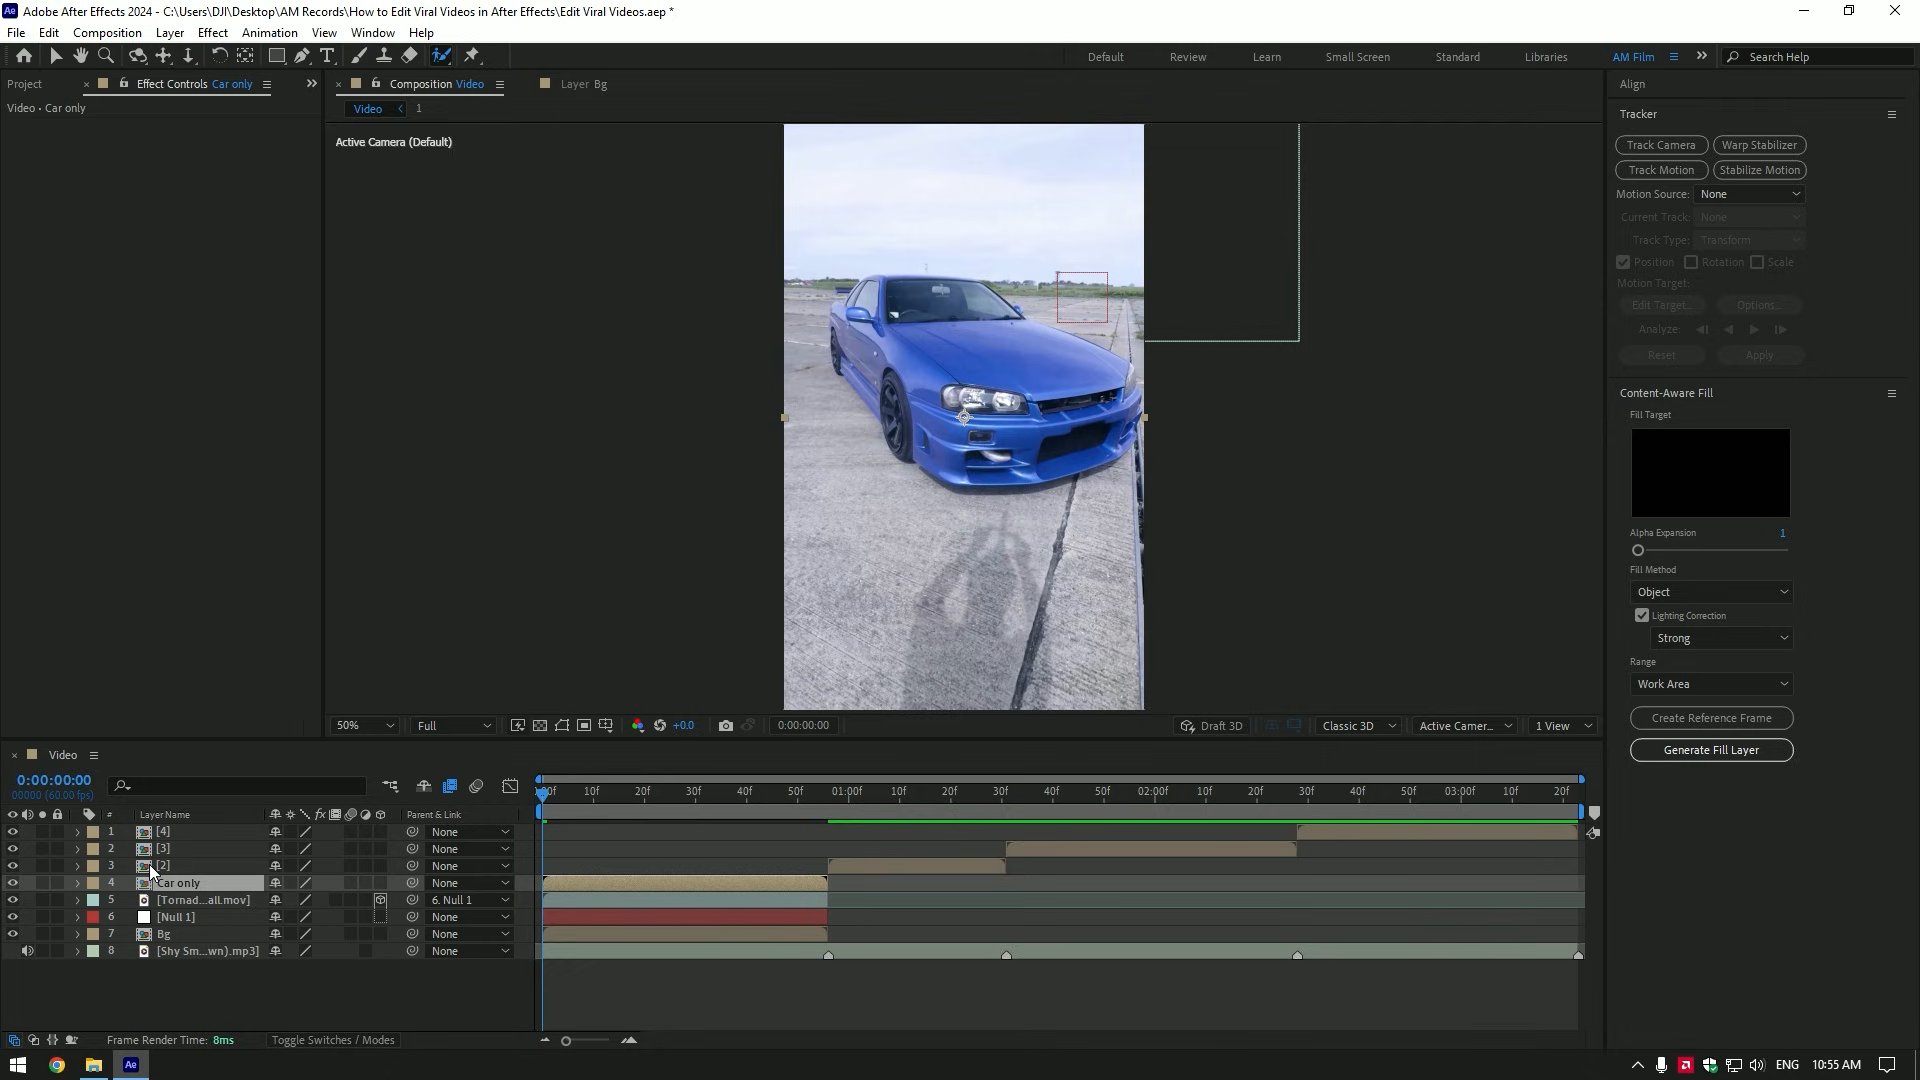 Adobe After Effects 2024 - C:\Users\DJI\Desktop\AM Records\How to Edit Viral Videos in After Effects\Edit Viral Videos.aep *
File Edit Composition Layer Effect Animation View Window Help
Default Review Learn Small Screen Standard Libraries AM Film Search Help
Project Effect Controls Car only Composition Video Layer Bg Align
Video • Car only Video 1 Tracker
Active Camera (Default)
Track Camera Warp Stabilizer
Track Motion Stabilize Motion
Motion Source: None
Current Track: None
Track Type: Transform
Position Rotation Scale
Motion Target:
Edit Target... Options...
Analyze:
Reset Apply
Content-Aware Fill
Fill Target
Alpha Expansion 1
Fill Method
Object
Lighting Correction
Strong
Range
Work Area
Create Reference Frame
Generate Fill Layer
50% Full +0.0 0:00:00:00 Draft 3D Classic 3D Active Camer... 1 View
Video
0:00:00:00
00000 (60.00 fps)
:00f 10f 20f 30f 40f 50f 01:00f 10f 20f 30f 40f 50f 02:00f 10f 20f 30f 40f 50f 03:00f 10f 20f
# Layer Name fx Parent & Link
1 [4] None
2 [3] None
3 [2] None
4 Car only None
5 [Tornad...all.mov] 6. Null 1
6 [Null 1] None
7 Bg None
8 [Shy Sm...wn).mp3] None
Frame Render Time: 8ms Toggle Switches / Modes
Ae ENG 10:55 AM